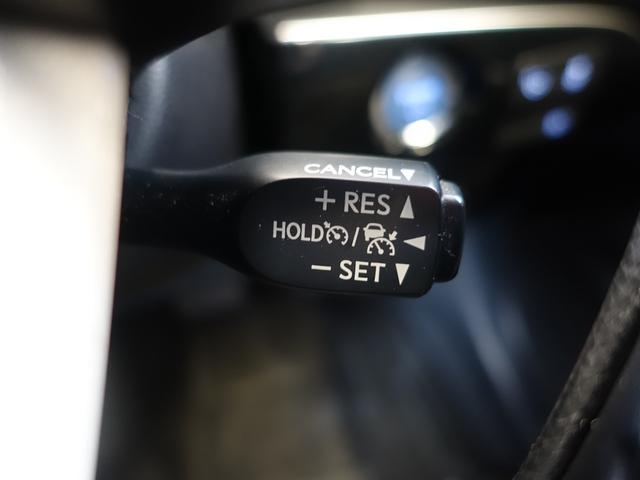 CANCEL▼
+ RES ▲
HOLD / ◀
− SET ▼